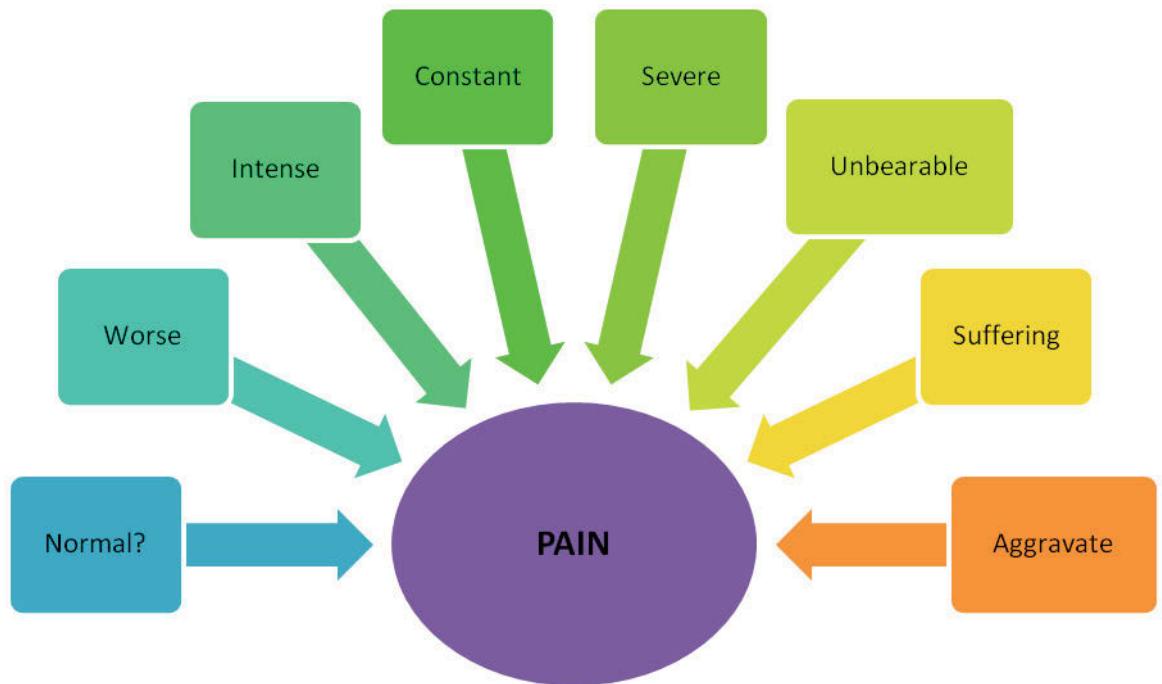 Constant
Severe
Intense
Unbearable
Worse
Suffering
Normal?
PAIN
Aggravate